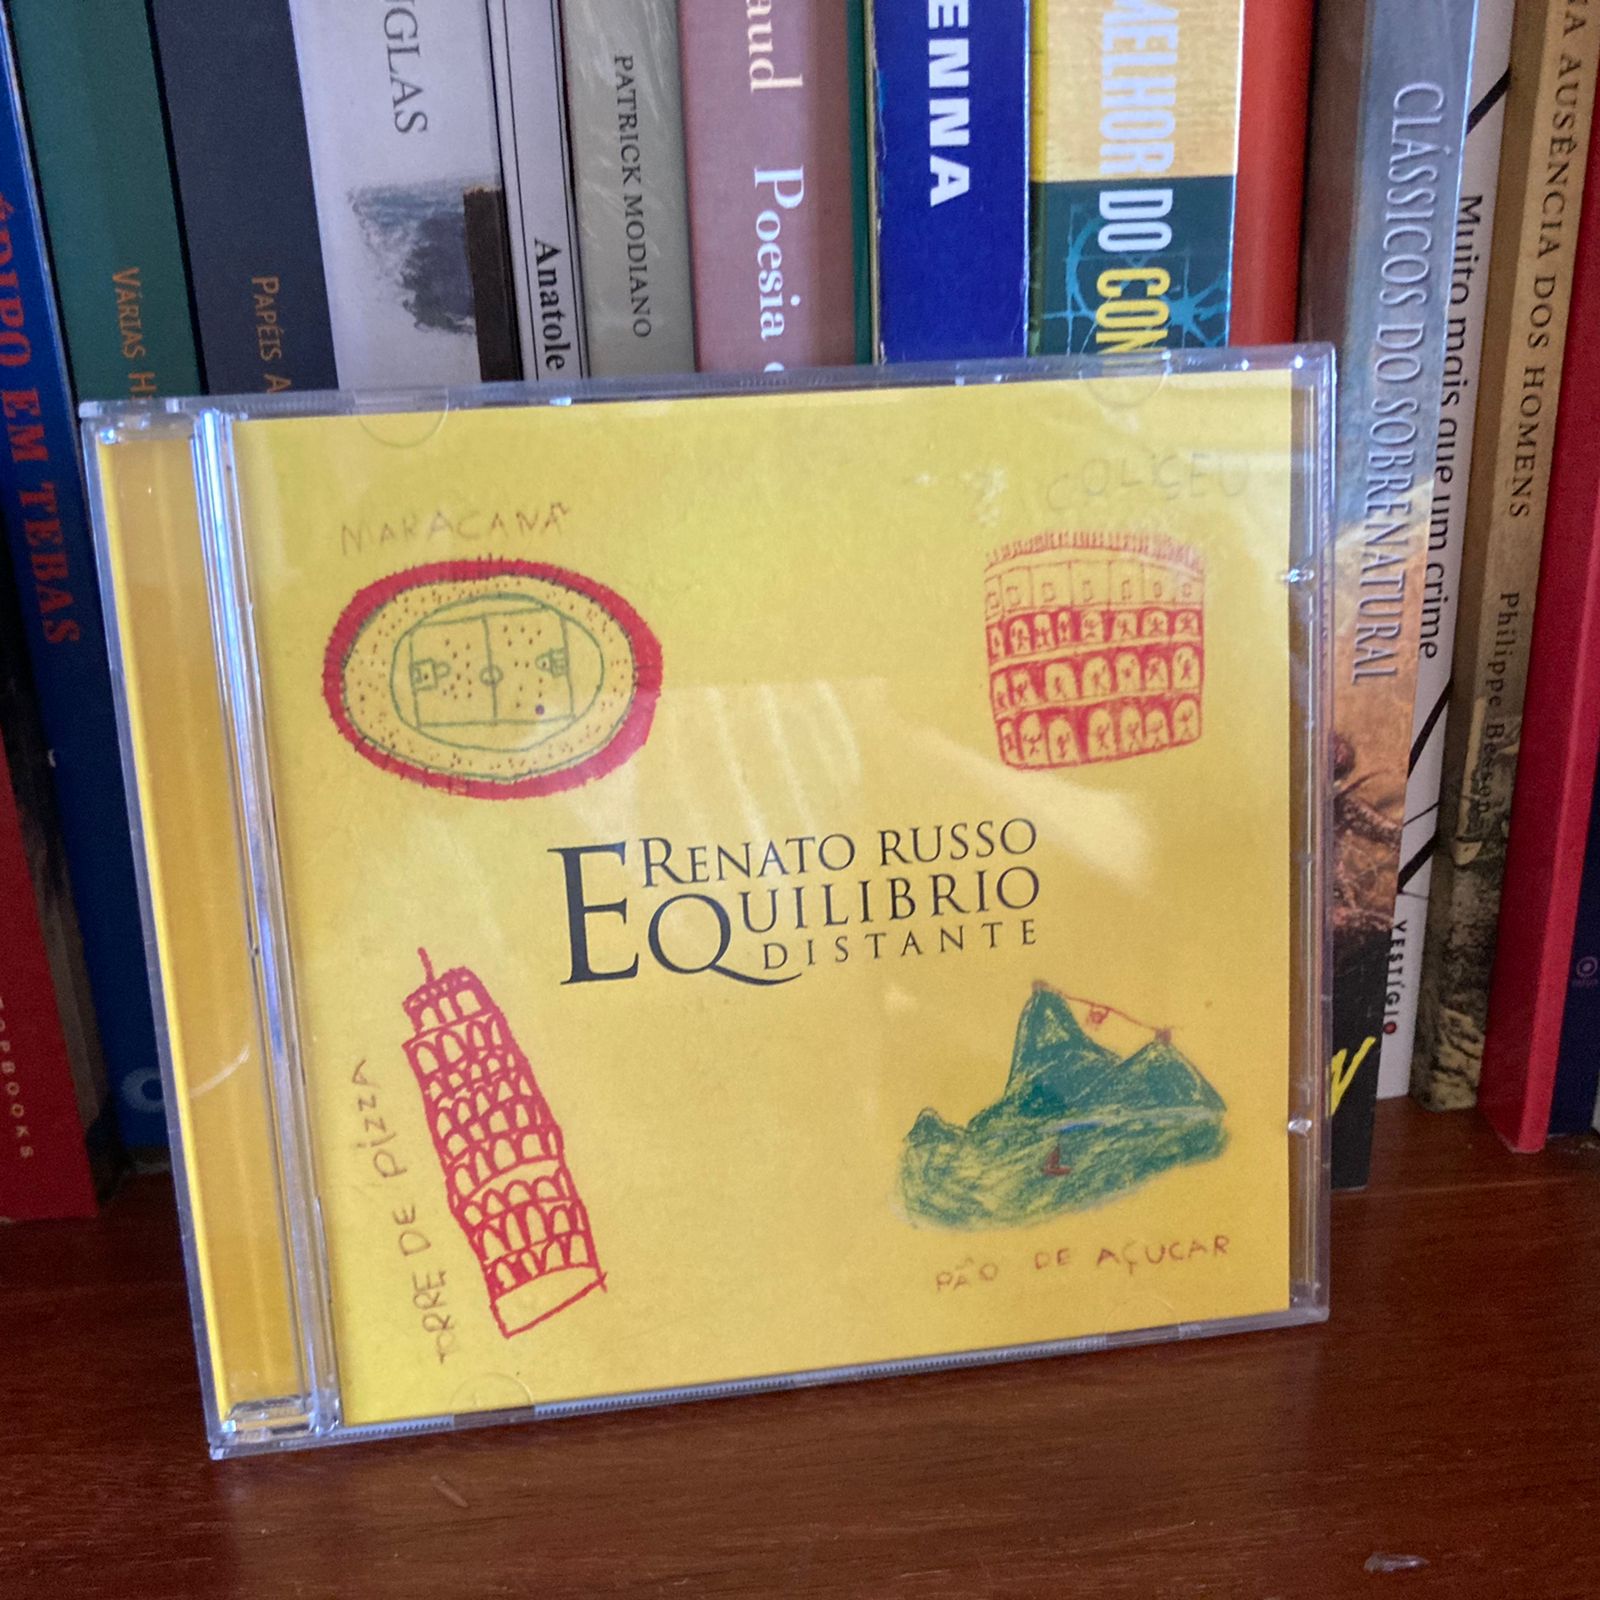 ÉDIPO EM TEBAS
VÁRIAS H
PAPÉIS A
GLAS
Anatole
PATRICK MODIANO
aud Poesia
ENNA
MELHOR DO CON
CLÁSSICOS DO SOBRENATURAL
Muito mais que um crime
VESTÍGIO
A AUSÊNCIA DOS HOMENS
Philippe Besson
TOPBOOKS
MARACANÃ
COLISEU
RENATO RUSSO
EQUILIBRIO
DISTANTE
TORRE DE PIZZA
PÃO DE AÇUCAR